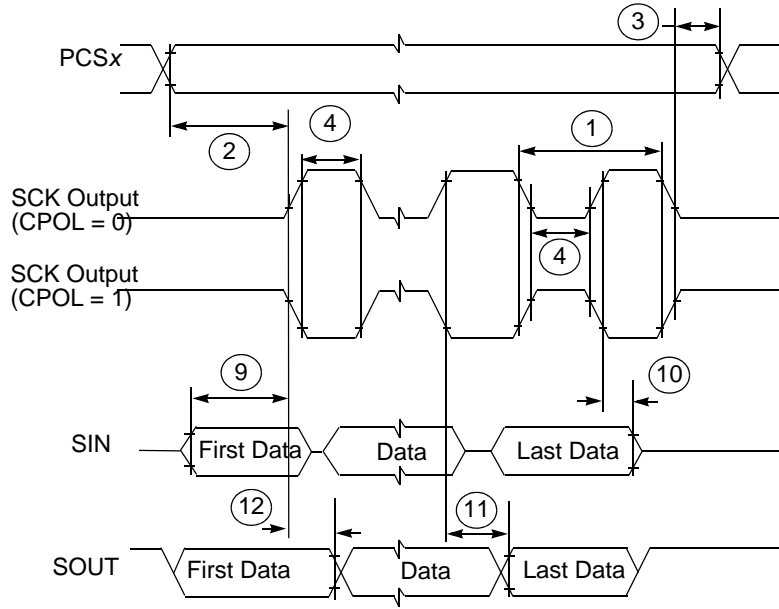 3
PCSx
2
4
1
SCK Output
(CPOL = 0)
4
SCK Output
(CPOL = 1)
9
10
SIN
First Data
Data
Last Data
12
11
SOUT
First Data
Data
Last Data